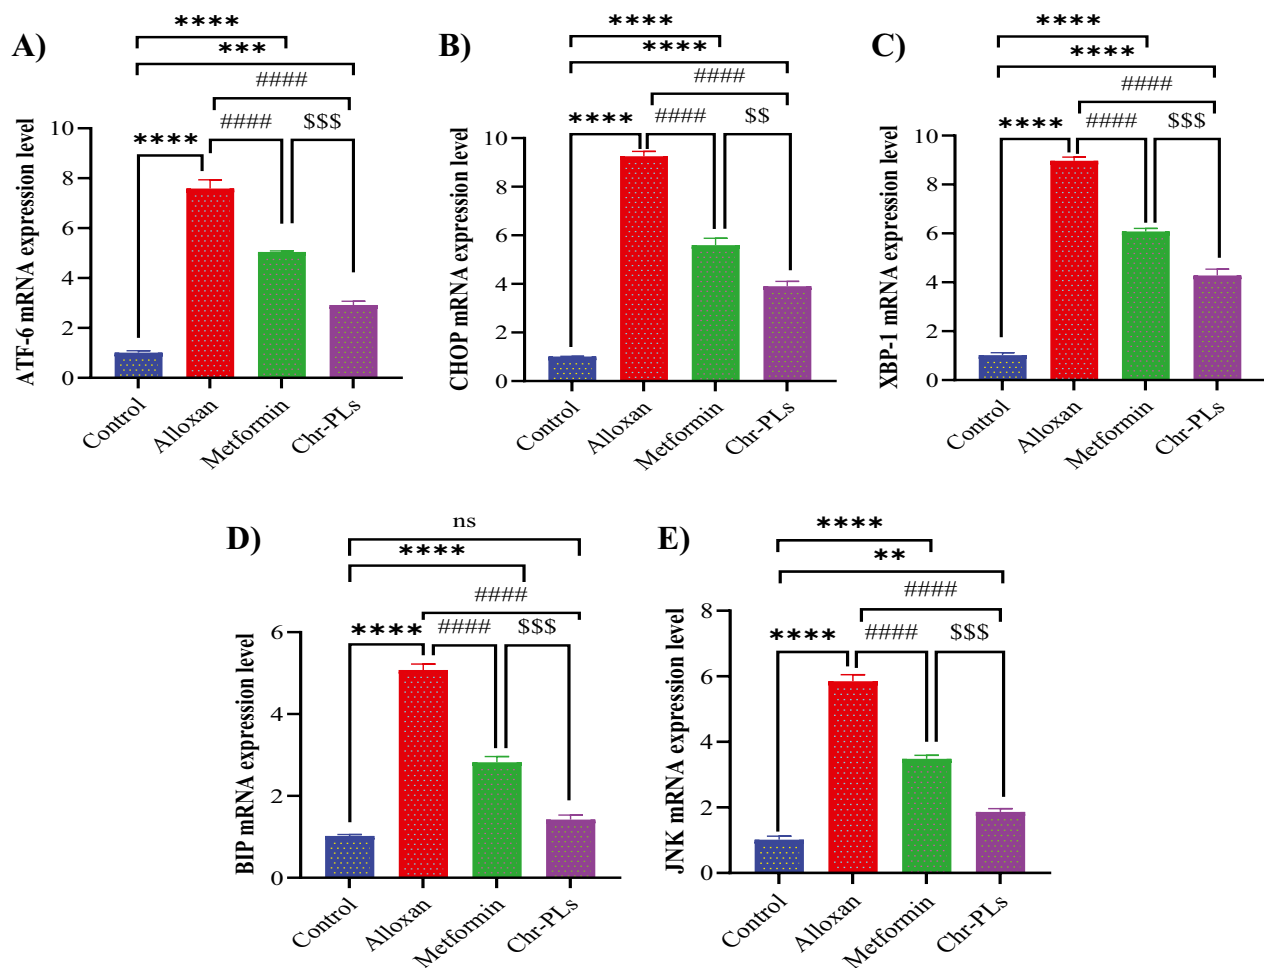 A)
****
***
####
**** #### $$$
ATF-6 mRNA expression level
10
8
6
4
2
0
Control
Alloxan
Metformin
Chr-PLs
B)
****
****
####
**** #### $$
CHOP mRNA expression level
10
8
6
4
2
0
Control
Alloxan
Metformin
Chr-PLs
C)
****
****
####
**** #### $$$
XBP-1 mRNA expression level
10
8
6
4
2
0
Control
Alloxan
Metformin
Chr-PLs
D)
ns
****
####
**** #### $$$
BIP mRNA expression level
6
4
2
0
Control
Alloxan
Metformin
Chr-PLs
E)
****
**
####
**** #### $$$
JNK mRNA expression level
8
6
4
2
0
Control
Alloxan
Metformin
Chr-PLs